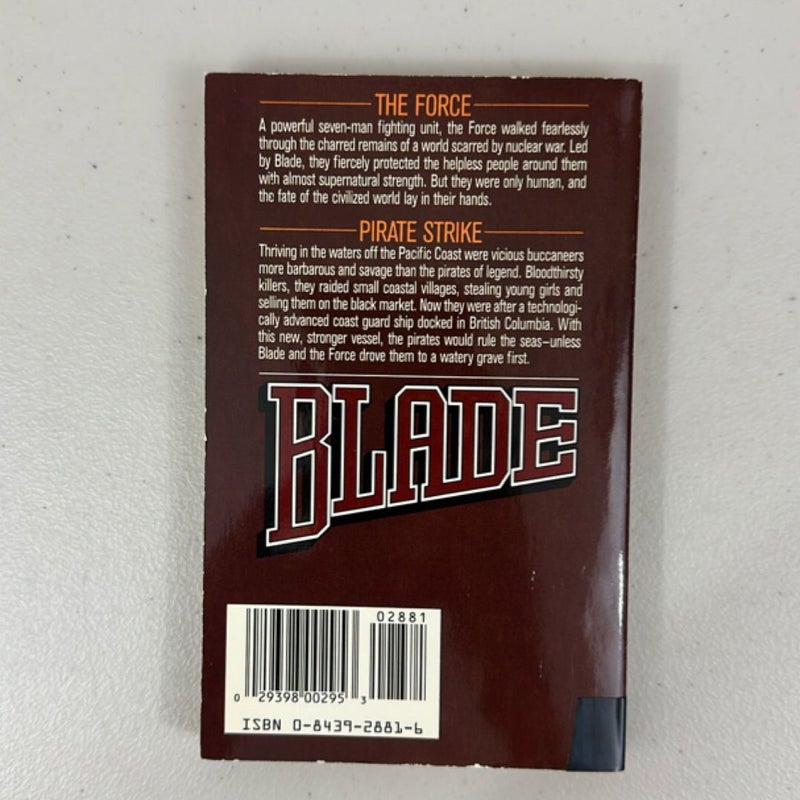 THE FORCE
A powerful seven-man fighting unit, the Force walked fearlessly
through the charred remains of a world scarred by nuclear war. Led
by Blade, they fiercely protected the helpless people around them
with almost supernatural strength. But they were only human, and
the fate of the civilized world lay in their hands.
PIRATE STRIKE
Thriving in the waters off the Pacific Coast were vicious buccaneers
more barbarous and savage than the pirates of legend. Bloodthirsty
killers, they raided small coastal villages, stealing young girls and
selling them on the black market. Now they were after a technologi-
cally advanced coast guard ship docked in British Columbia. With
this new, stronger vessel, the pirates would rule the seas—unless
Blade and the Force drove them to a watery grave first.
BLADE
02881
0 29398 00295 3
ISBN 0-8439-2881-6